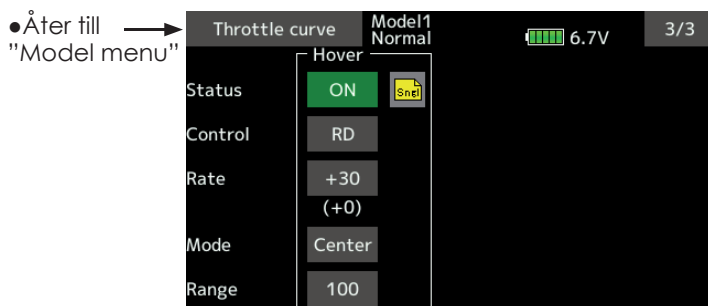 ●Åter till
”Model menu”
Throttle curve
Model1
Normal
6.7V
3/3
Hover
Status
ON
Sngl
Control
RD
Rate
+30
(+0)
Mode
Center
Range
100